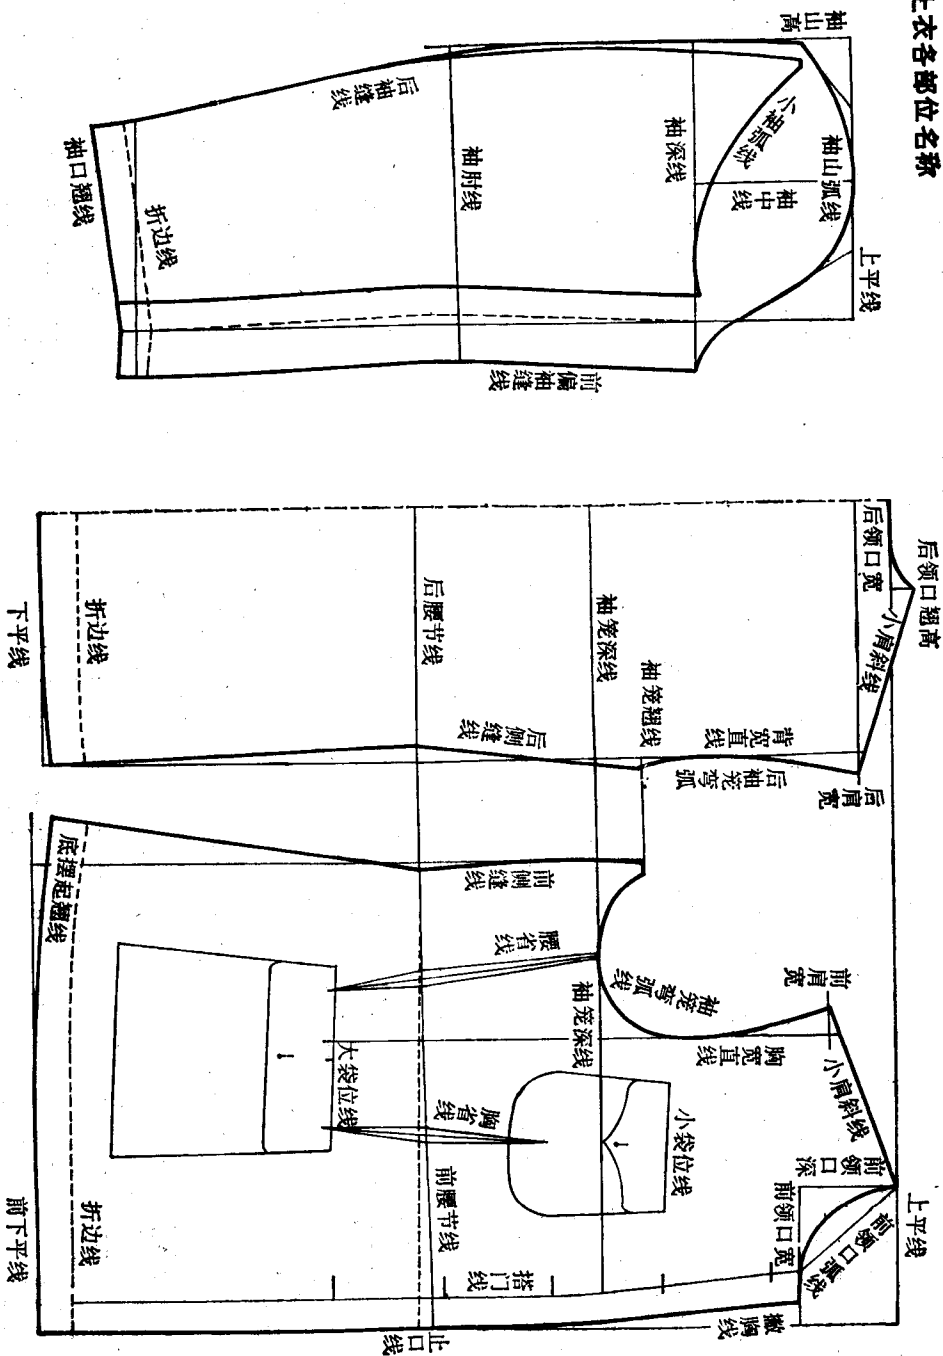 上衣各部位名称
袖山高
袖山弧线
上平线
小袖弧线
袖中线
袖深线
后袖缝线
袖肘线
前偏袖缝线
折边线
袖口翘线
后领口翘高
后领口宽
小肩斜线
背宽直线
后肩宽
后袖笼弯弧
袖笼翘线
袖笼深线
后侧缝线
后腰节线
折边线
下平线
上平线
前领口深
前领口弧线
前领口宽
小肩斜线
前肩宽
胸宽直线
袖笼弯弧线
袖笼深线
小袋位线
撇胸线
前侧缝线
腰省线
胸省线
搭门线
前腰节线
止口线
大袋位线
底摆起翘线
折边线
前下平线